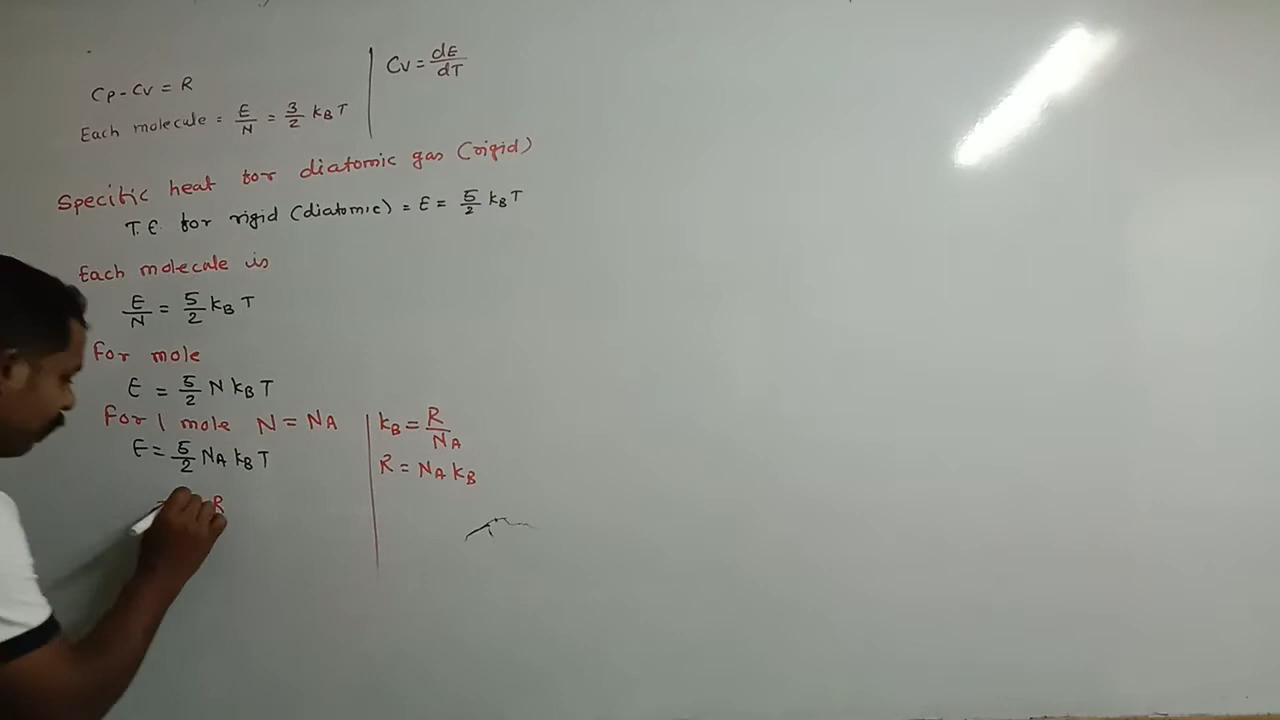 Cp - Cv = R
Each molecule = E/N = 3/2 kB T
Cv = dE/dT
Specific heat for diatomic gas (rigid)
T.E. for rigid (diatomic) = E = 5/2 kB T
Each molecule is
E/N = 5/2 kB T
For mole
E = 5/2 N kB T
For 1 mole N = NA
E = 5/2 NA kB T
R
kB = R/NA
R = NA kB